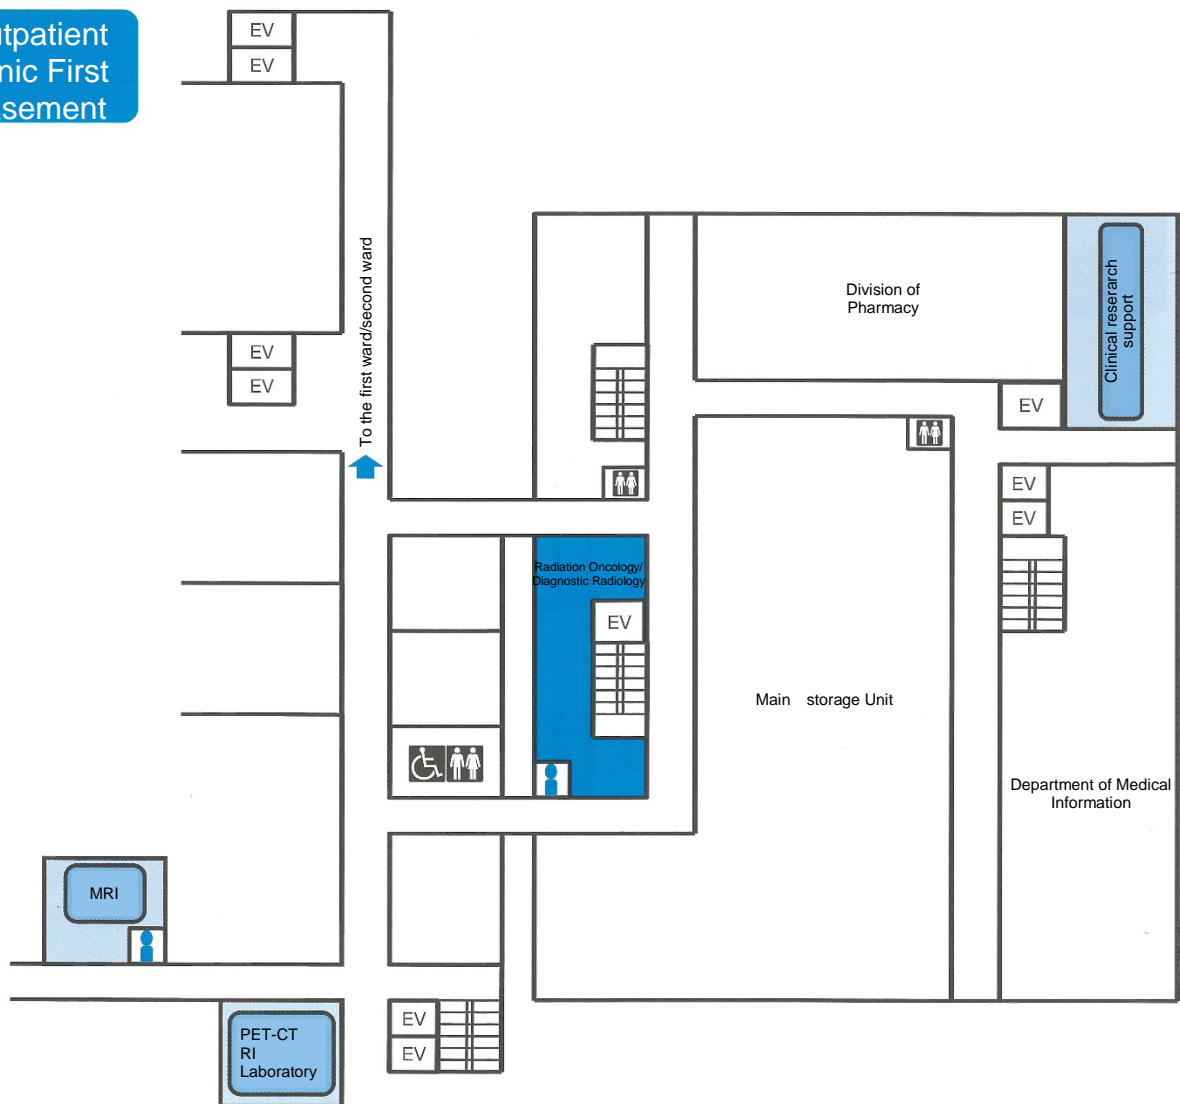 utpatient
nic First
asement
EV
EV
To the first ward/second ward
EV
EV
Division of
Pharmacy
Clinical reserarch
support
EV
EV
EV
Radiation Oncology/
Diagnostic Radiology
EV
Main storage Unit
Department of Medical
Information
MRI
PET-CT
RI
Laboratory
EV
EV